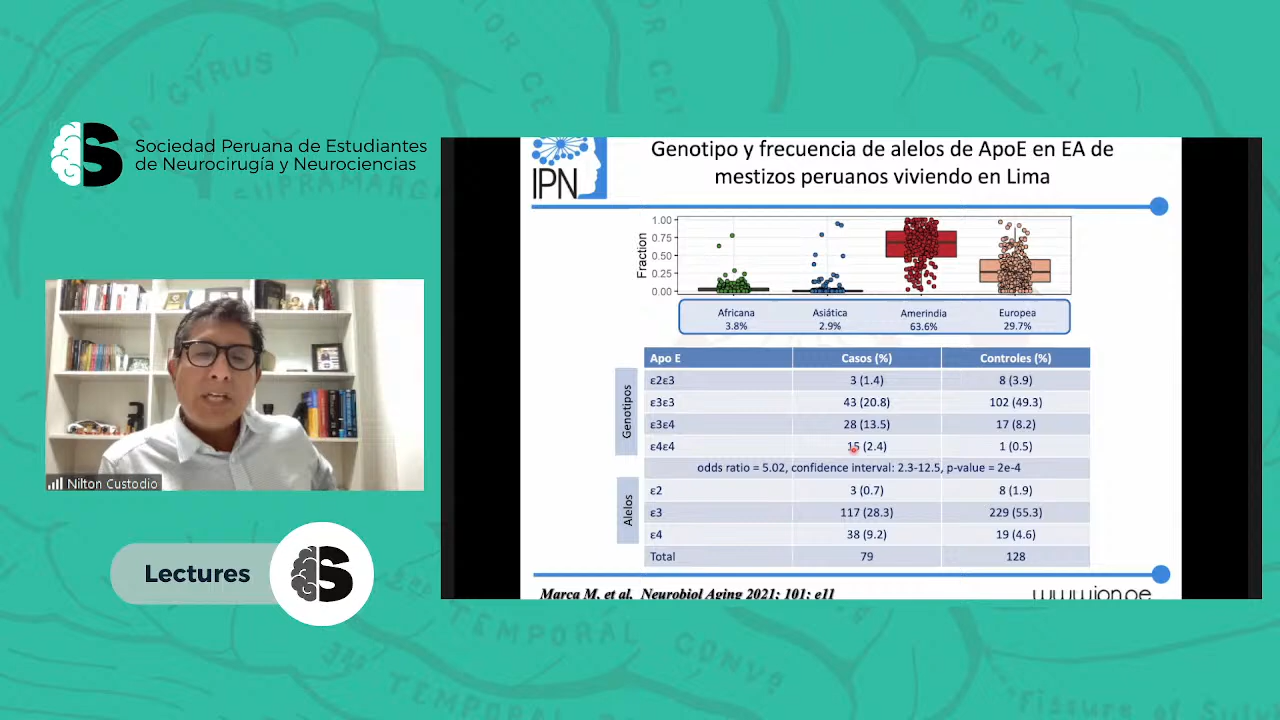 GYRUS
FRONTAL
Sociedad Peruana de Estudiantes
de Neurocirugía y Neurociencias
SUPRAMARG
IPN
Genotipo y frecuencia de alelos de ApoE en EA de
mestizos peruanos viviendo en Lima
Fraction
1.00
0.75
0.50
0.25
0.00
Africana Asiática Amerindia Europea
3.8% 2.9% 63.6% 29.7%
Apo E Casos (%) Controles (%)
Genotipos
ε2ε3 3 (1.4) 8 (3.9)
ε3ε3 43 (20.8) 102 (49.3)
ε3ε4 28 (13.5) 17 (8.2)
ε4ε4 15 (2.4) 1 (0.5)
odds ratio = 5.02, confidence interval: 2.3-12.5, p-value = 2e-4
Alelos
ε2 3 (0.7) 8 (1.9)
ε3 117 (28.3) 229 (55.3)
ε4 38 (9.2) 19 (4.6)
Total 79 128
Marca M, et al. Neurobiol Aging 2021; 101; e11
Nilton Custodio
Lectures
TEMPORAL CONVO
TEMPORAL